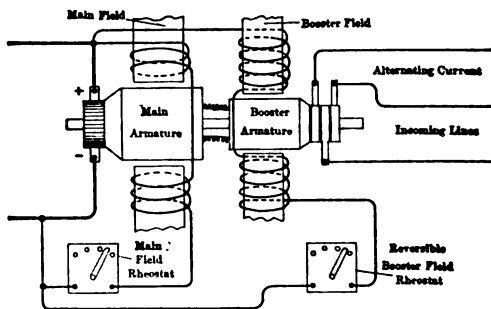 Main Field
Booster Field
+
Main
Armature
Booster
Armature
Alternating Current
Incoming Lines
-
Main
Field
Rheostat
Reversible
Booster Field
Rheostat